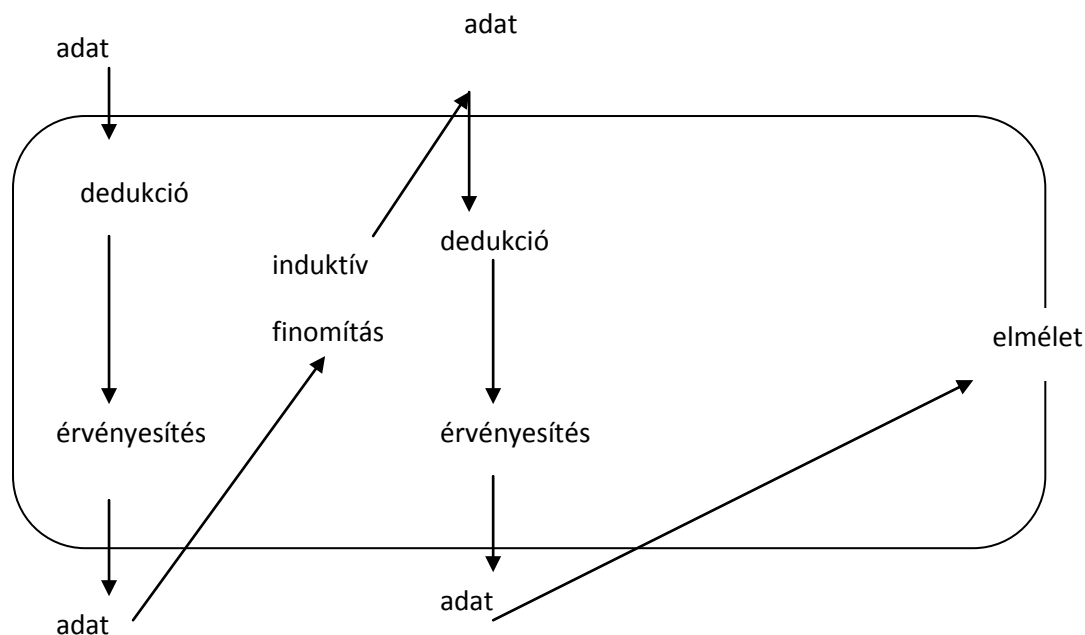 adat
adat
dedukció
dedukció
induktív
finomítás
elmélet
érvényesítés
érvényesítés
adat
adat